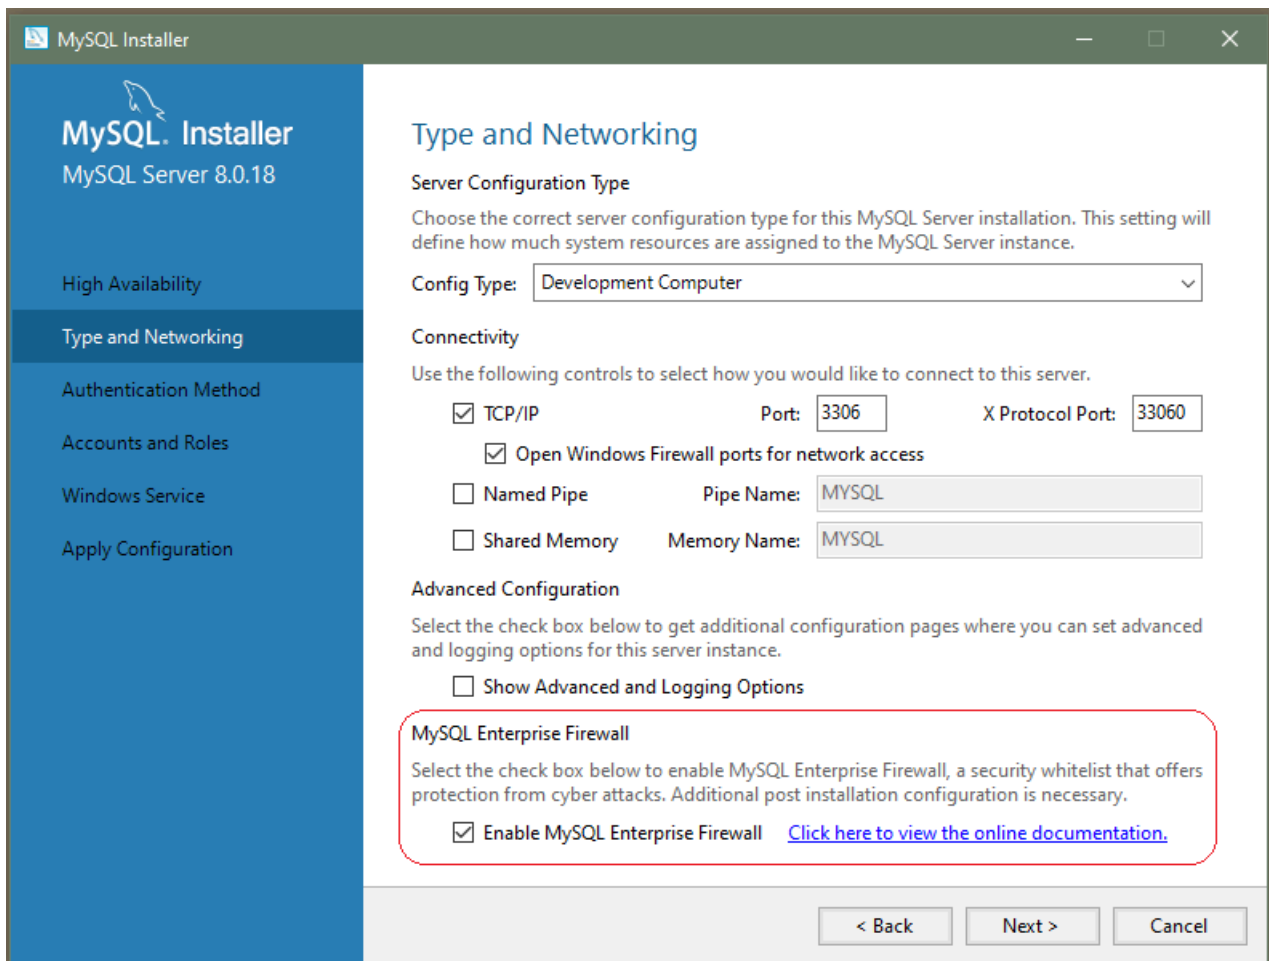 MySQL Installer
MySQL. Installer
MySQL Server 8.0.18
High Availability
Type and Networking
Authentication Method
Accounts and Roles
Windows Service
Apply Configuration
Type and Networking
Server Configuration Type
Choose the correct server configuration type for this MySQL Server installation. This setting will
define how much system resources are assigned to the MySQL Server instance.
Config Type: Development Computer
Connectivity
Use the following controls to select how you would like to connect to this server.
TCP/IP Port: 3306 X Protocol Port: 33060
Open Windows Firewall ports for network access
Named Pipe Pipe Name: MYSQL
Shared Memory Memory Name: MYSQL
Advanced Configuration
Select the check box below to get additional configuration pages where you can set advanced
and logging options for this server instance.
Show Advanced and Logging Options
MySQL Enterprise Firewall
Select the check box below to enable MySQL Enterprise Firewall, a security whitelist that offers
protection from cyber attacks. Additional post installation configuration is necessary.
Enable MySQL Enterprise Firewall Click here to view the online documentation.
< Back Next > Cancel